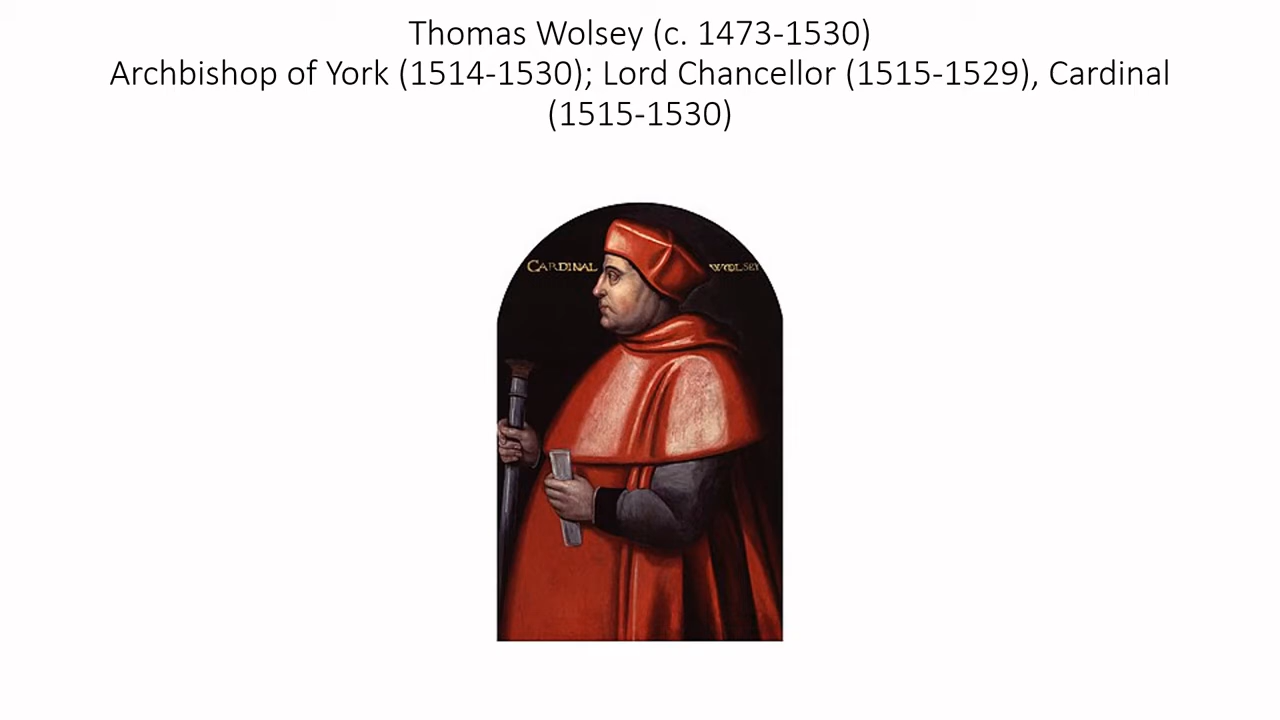 Thomas Wolsey (c. 1473-1530)
Archbishop of York (1514-1530); Lord Chancellor (1515-1529), Cardinal
(1515-1530)
CARDINAL WOLSEY